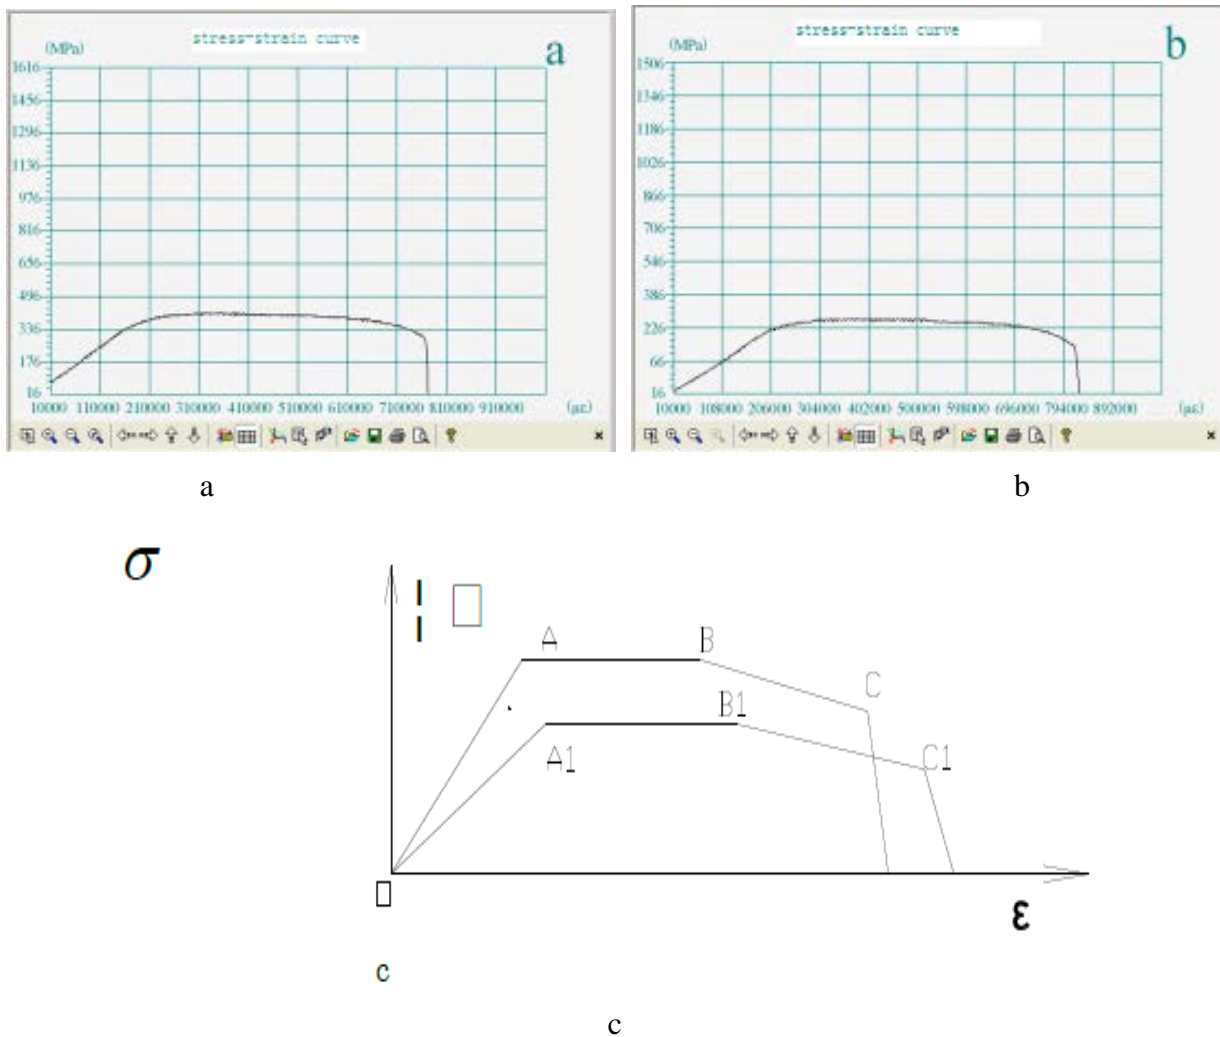 stress-strain curve
(MPa)
a
1616
1456
1296
1136
976
816
656
496
336
176
16
10000 110000 210000 310000 410000 510000 610000 710000 810000 910000 (με)
stress-strain curve
(MPa)
b
1506
1346
1186
1026
866
706
546
386
226
66
16
10000 108000 206000 304000 402000 500000 598000 696000 794000 892000 (με)
a
b
σ
A
B
C
B1
A1
C1
ε
c
c